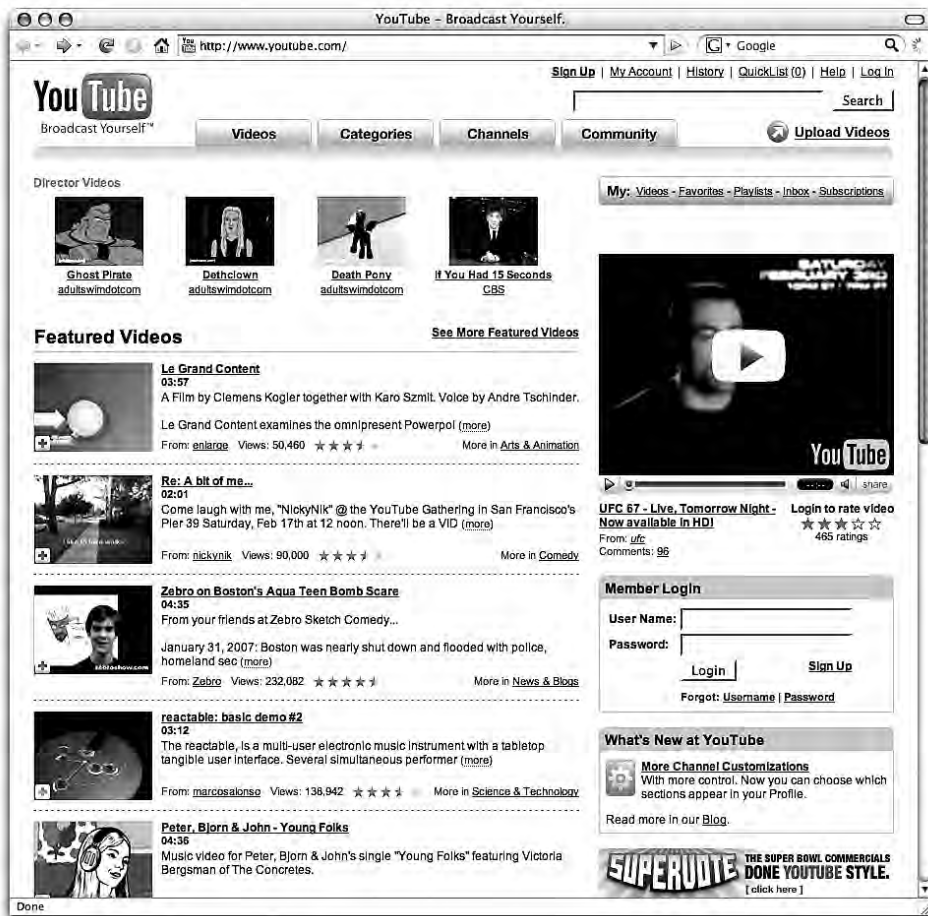 YouTube - Broadcast Yourself.
http://www.youtube.com/
Google
Sign Up | My Account | History | QuickList (0) | Help | Log In
You Tube
Broadcast Yourself™
Search
Videos
Categories
Channels
Community
Upload Videos
Director Videos
Ghost Pirate
adultswimdotcom
Dethclown
adultswimdotcom
Death Pony
adultswimdotcom
If You Had 15 Seconds
CBS
Featured Videos
See More Featured Videos
Le Grand Content
03:57
A Film by Clemens Kogler together with Karo Szmit. Voice by Andre Tschinder.
Le Grand Content examines the omnipresent Powerpoi (more)
From: enlarge Views: 50,460
More in Arts & Animation
Re: A bit of me...
02:01
Come laugh with me, "NickyNik" @ the YouTube Gathering in San Francisco's
Pier 39 Saturday, Feb 17th at 12 noon. There'll be a VID (more)
From: nickynik Views: 90,000
More in Comedy
Zebro on Boston's Aqua Teen Bomb Scare
04:35
From your friends at Zebro Sketch Comedy...
January 31, 2007: Boston was nearly shut down and flooded with police,
homeland sec (more)
From: Zebro Views: 232,082
More in News & Blogs
reactable: basic demo #2
03:12
The reactable, is a multi-user electronic music instrument with a tabletop
tangible user interface. Several simultaneous performer (more)
From: marcosalonso Views: 138,942
More in Science & Technology
Peter, Bjorn & John - Young Folks
04:36
Music video for Peter, Bjorn & John's single "Young Folks" featuring Victoria
Bergsman of The Concretes.
My: Videos - Favorites - Playlists - Inbox - Subscriptions
SATURDAY
FEBRUARY 3RD
You Tube
share
UFC 67 - Live, Tomorrow Night -
Now available in HD!
From: ufc
Comments: 96
Login to rate video
465 ratings
Member Login
User Name:
Password:
Login
Sign Up
Forgot: Username | Password
What's New at YouTube
More Channel Customizations
With more control. Now you can choose which
sections appear in your Profile.
Read more in our Blog.
SUPERVOTE
THE SUPER BOWL COMMERCIALS
DONE YOUTUBE STYLE.
[ click here ]
Done